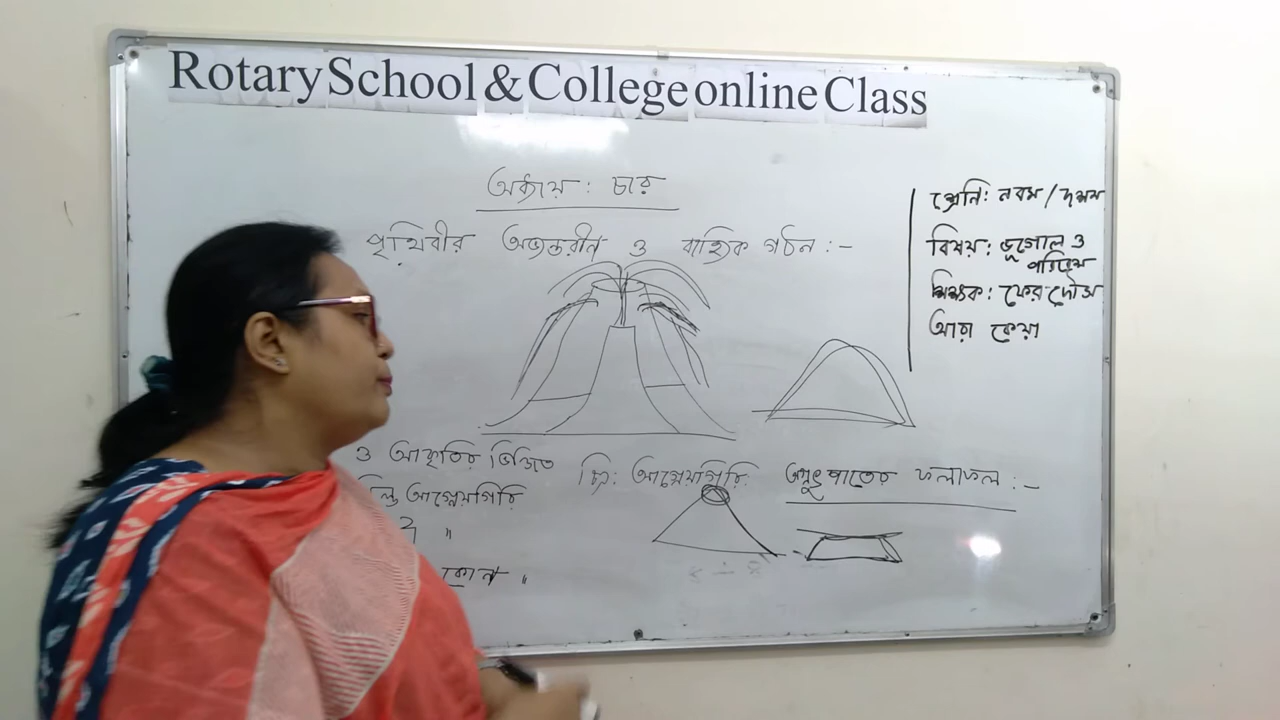 Rotary School & College online Class
অধ্যায় : চার
পৃথিবীর অভ্যন্তরীন ও বাহ্যিক গঠন :-
শ্রেনি: নবম / দশম
বিষয়: ভূগোল ও
পরিবেশ
শিক্ষক: ফেরদৌস
আরা কেয়া
ও আকৃতির ভিত্তিতে
চিত্র: আগ্নেয়গিরি
অগ্ন্যুৎপাতের ফলাফল :-
আগ্নেয়গিরি
"
কোন "